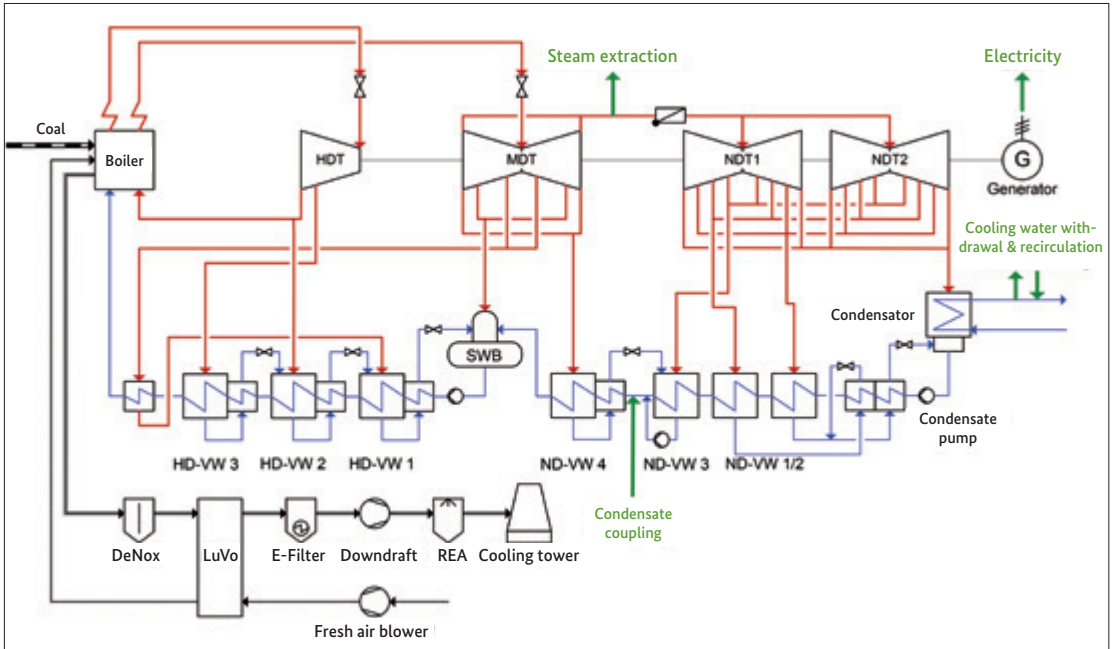 Steam extraction
Electricity
Coal
Boiler
HDT
MDT
NDT1
NDT2
G
Generator
Cooling water with-
drawal & recirculation
Condensator
SWB
Condensate
pump
HD-VW 3
HD-VW 2
HD-VW 1
ND-VW 4
ND-VW 3
ND-VW 1/2
Condensate
coupling
DeNox
LuVo
E-Filter
Downdraft
REA
Cooling tower
Fresh air blower